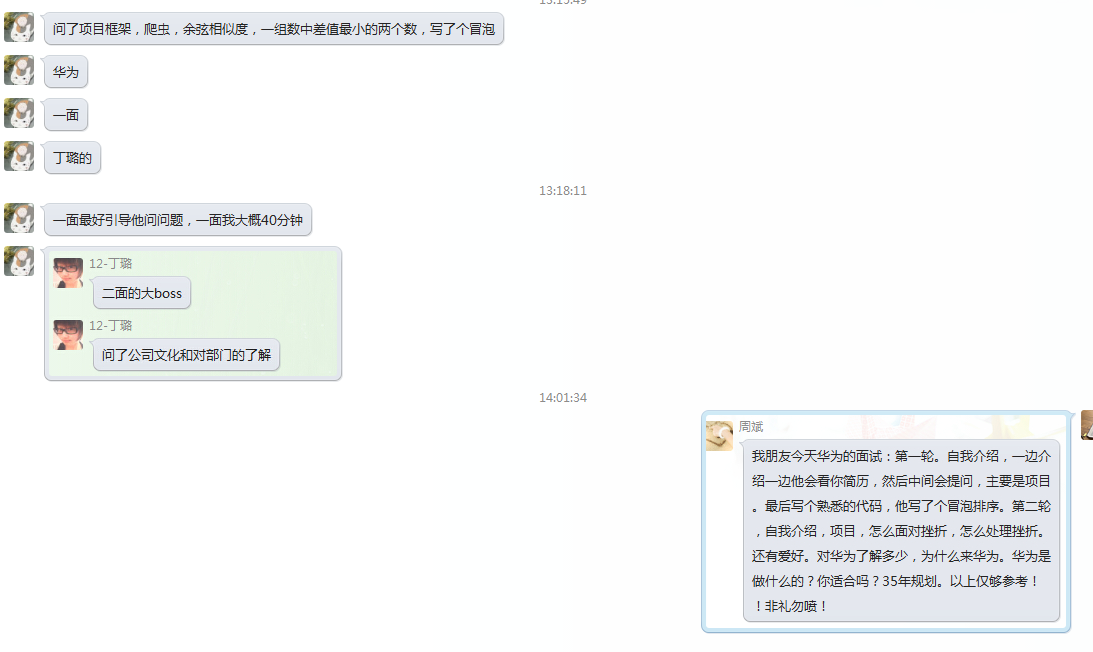 问了项目框架，爬虫，余弦相似度，一组数中差值最小的两个数，写了个冒泡
华为
一面
丁璐的
13:18:11
一面最好引导他问问题，一面我大概40分钟
12-丁璐
二面的大boss
12-丁璐
问了公司文化和对部门的了解
14:01:34
周斌
我朋友今天华为的面试：第一轮。自我介绍，一边介
绍一边他会看你简历，然后中间会提问，主要是项目
。最后写个熟悉的代码，他写了个冒泡排序。第二轮
，自我介绍，项目，怎么面对挫折，怎么处理挫折。
还有爱好。对华为了解多少，为什么来华为。华为是
做什么的？你适合吗？35年规划。以上仅够参考！
！非礼勿喷！